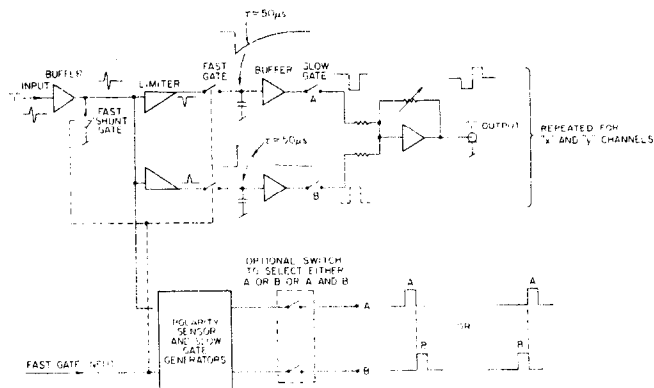 τ = 50µs
BUFFER
INPUT
FAST
SHUNT
GATE
LIMITER
FAST
GATE
BUFFER
SLOW
GATE
A
τ = 50µs
B
OUTPUT
REPEATED FOR
"x" AND "y" CHANNELS
OPTIONAL SWITCH
TO SELECT EITHER
A OR B OR A AND B
POLARITY
SENSOR
AND SLOW
GATE
GENERATORS
A
B
A
B
OR
A
B
FAST GATE INPUT